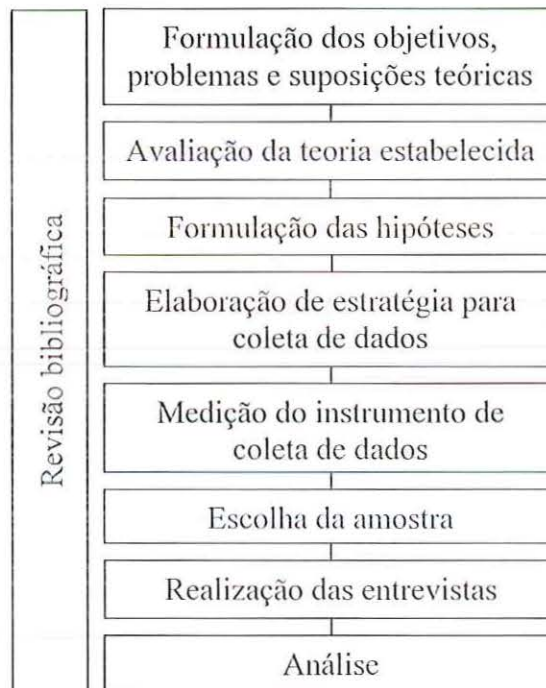 Revisão bibliográfica
Formulação dos objetivos,
problemas e suposições teóricas
Avaliação da teoria estabelecida
Formulação das hipóteses
Elaboração de estratégia para
coleta de dados
Medição do instrumento de
coleta de dados
Escolha da amostra
Realização das entrevistas
Análise